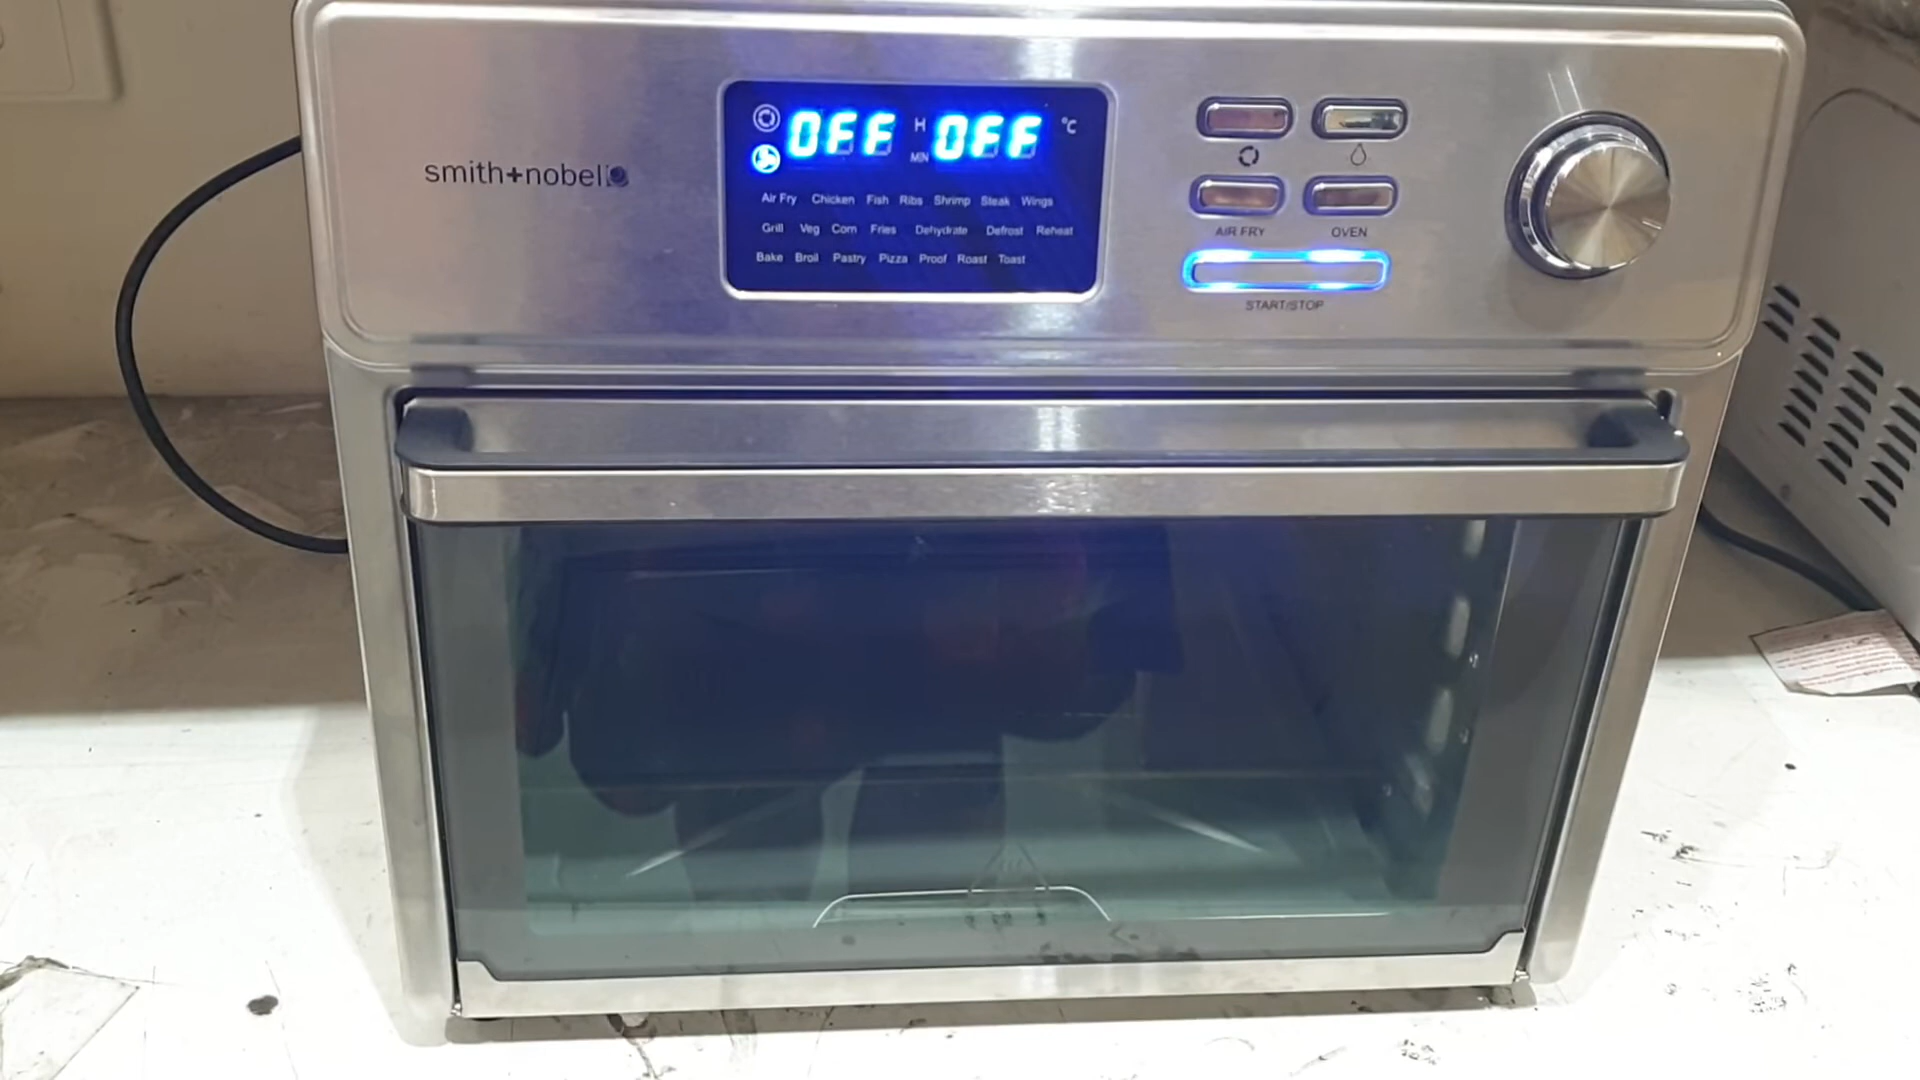 smith+nobel
OFF H OFF °C
MIN
Air Fry Chicken Fish Ribs Shrimp Steak Wings
Grill Veg Corn Fries Dehydrate Defrost Reheat
Bake Broil Pastry Pizza Proof Roast Toast
AIR FRY OVEN
START/STOP